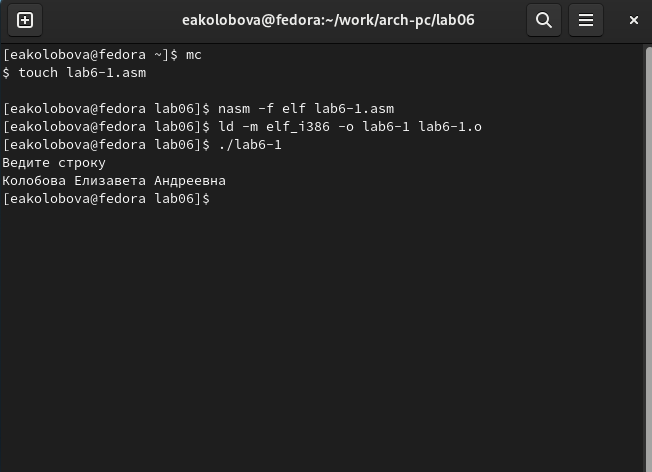 eakolobova@fedora:~/work/arch-pc/lab06
[eakolobova@fedora ~]$ mc
$ touch lab6-1.asm
[eakolobova@fedora lab06]$ nasm -f elf lab6-1.asm
[eakolobova@fedora lab06]$ ld -m elf_i386 -o lab6-1 lab6-1.o
[eakolobova@fedora lab06]$ ./lab6-1
Ведите строку
Колобова Елизавета Андреевна
[eakolobova@fedora lab06]$